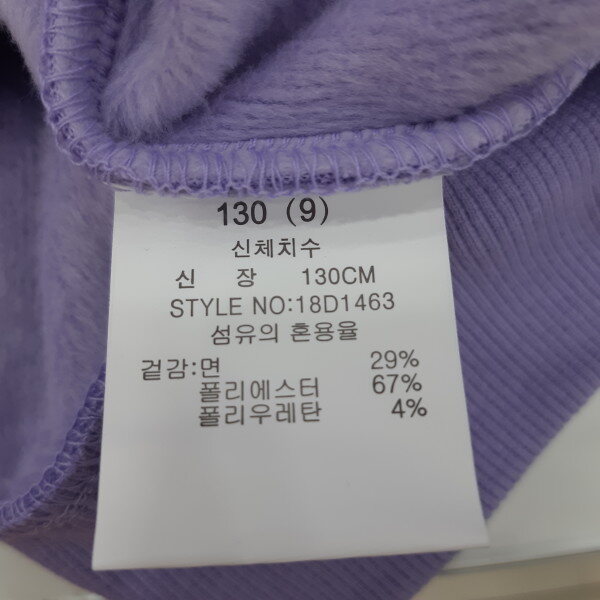 130 (9)
신체치수
신 장 130CM
STYLE NO:18D1463
섬유의 혼용율
겉감:면 29%
폴리에스터 67%
폴리우레탄 4%